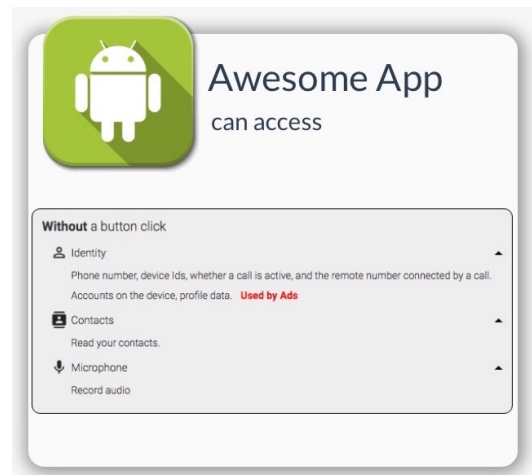 Awesome App
can access
Without a button click
Identity
Phone number, device Ids, whether a call is active, and the remote number connected by a call.
Accounts on the device, profile data. Used by Ads
Contacts
Read your contacts.
Microphone
Record audio